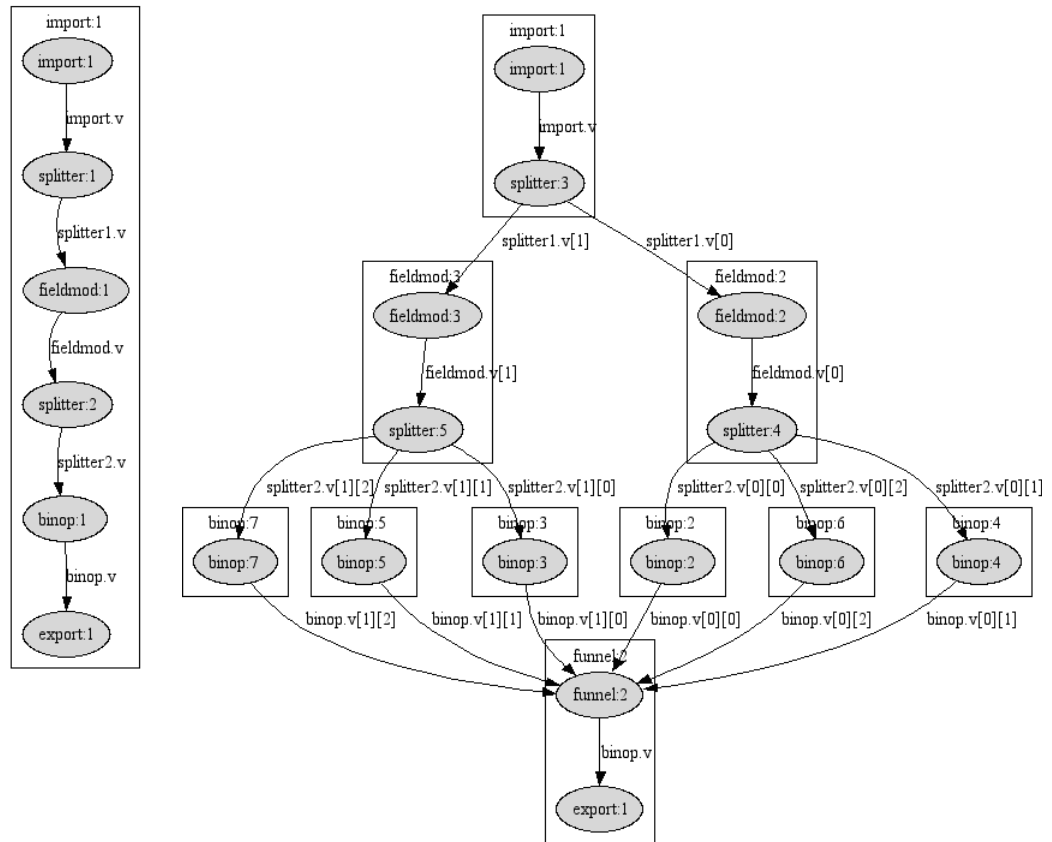 import:1
import:1
import.v
splitter:1
splitter1.v
fieldmod:1
fieldmod.v
splitter:2
splitter2.v
binop:1
binop.v
export:1
import:1
import:1
import.v
splitter:3
splitter1.v[1]
splitter1.v[0]
fieldmod:3
fieldmod:2
fieldmod:3
fieldmod:2
fieldmod.v[1]
fieldmod.v[0]
splitter:5
splitter:4
splitter2.v[1][2]
splitter2.v[1][1]
splitter2.v[1][0]
splitter2.v[0][0]
splitter2.v[0][2]
splitter2.v[0][1]
binop:7
binop:5
binop:3
binop:2
binop:6
binop:4
binop:7
binop:5
binop:3
binop:2
binop:6
binop:4
binop.v[1][2]
binop.v[1][1]
binop.v[1][0]
binop.v[0][0]
binop.v[0][2]
binop.v[0][1]
funnel:2
funnel:2
binop.v
export:1